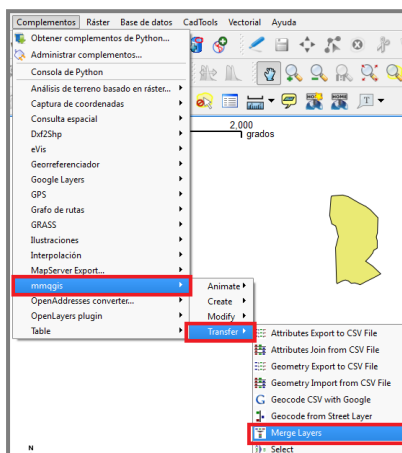 Complementos Ráster Base de datos CadTools Vectorial Ayuda
Obtener complementos de Python...
Administrar complementos...
Consola de Python
Análisis de terreno basado en ráster...
Captura de coordenadas
Consulta espacial
Dxf2Shp
eVis
Georreferenciador
Google Layers
GPS
Grafo de rutas
GRASS
Ilustraciones
Interpolación
MapServer Export...
mmqgis
OpenAddresses converter...
OpenLayers plugin
Table
2,000
grados
Animate
Create
Modify
Transfer
Attributes Export to CSV File
Attributes Join from CSV File
Geometry Export to CSV File
Geometry Import from CSV File
Geocode CSV with Google
Geocode from Street Layer
Merge Layers
Select
N